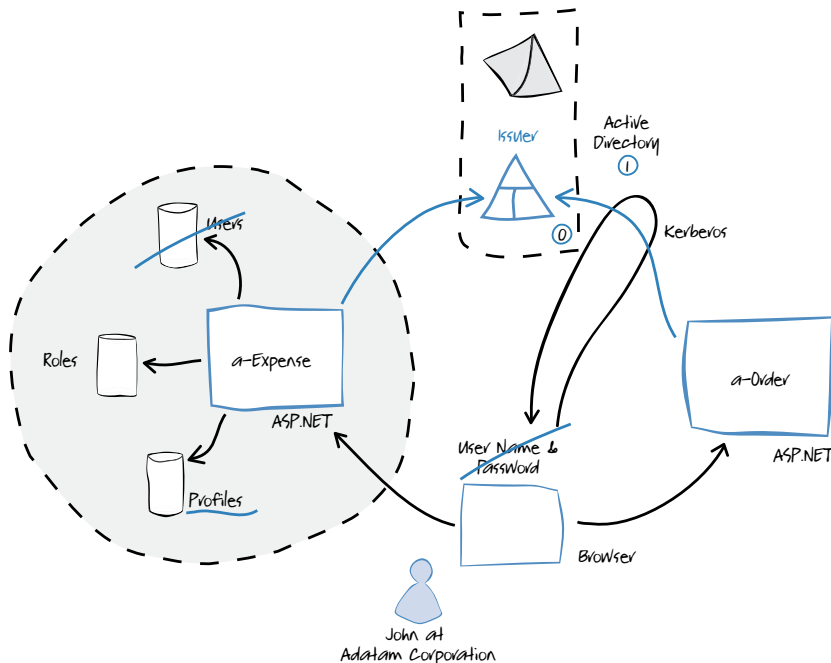 Issuer
Active
Directory
1
0
Kerberos
Users
Roles
a-Expense
ASP.NET
a-Order
ASP.NET
User Name &
Password
Profiles
Browser
John at
Adatam Corporation